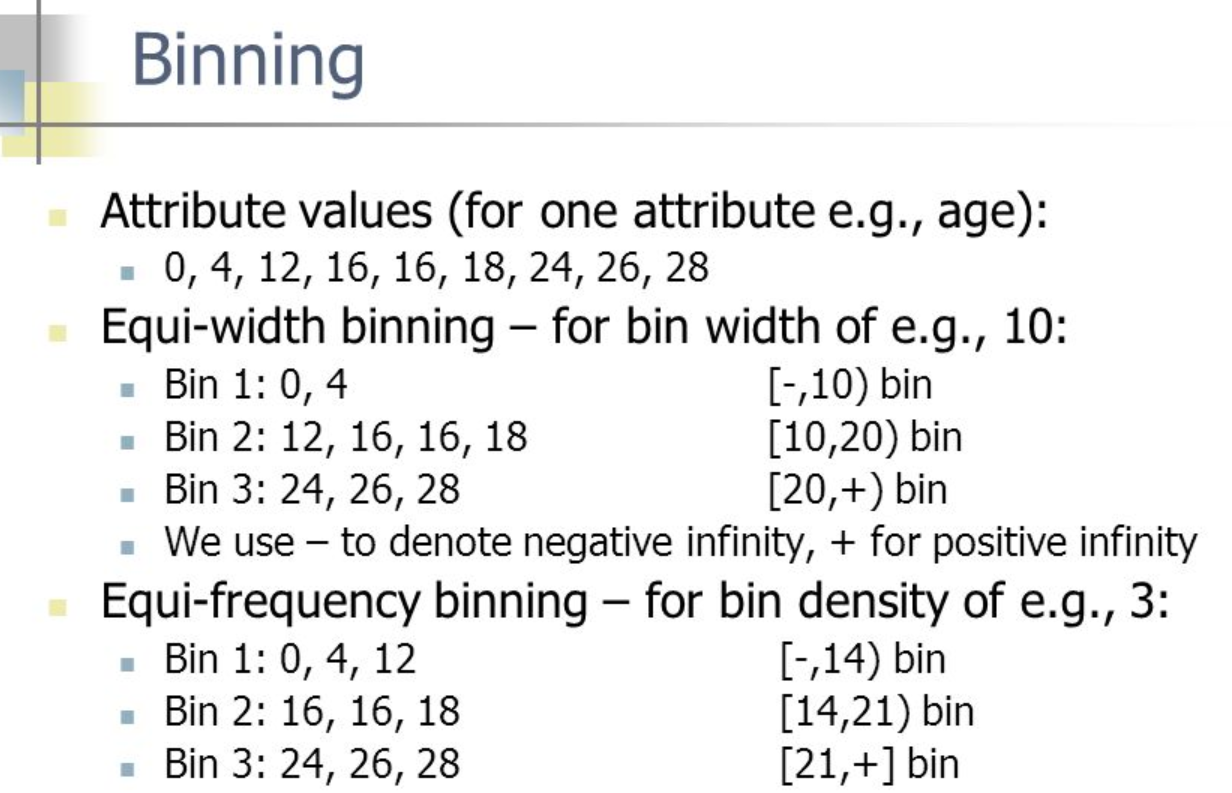 Binning
Attribute values (for one attribute e.g., age):
0, 4, 12, 16, 16, 18, 24, 26, 28
Equi-width binning – for bin width of e.g., 10:
Bin 1: 0, 4 [-,10) bin
Bin 2: 12, 16, 16, 18 [10,20) bin
Bin 3: 24, 26, 28 [20,+) bin
We use – to denote negative infinity, + for positive infinity
Equi-frequency binning – for bin density of e.g., 3:
Bin 1: 0, 4, 12 [-,14) bin
Bin 2: 16, 16, 18 [14,21) bin
Bin 3: 24, 26, 28 [21,+] bin